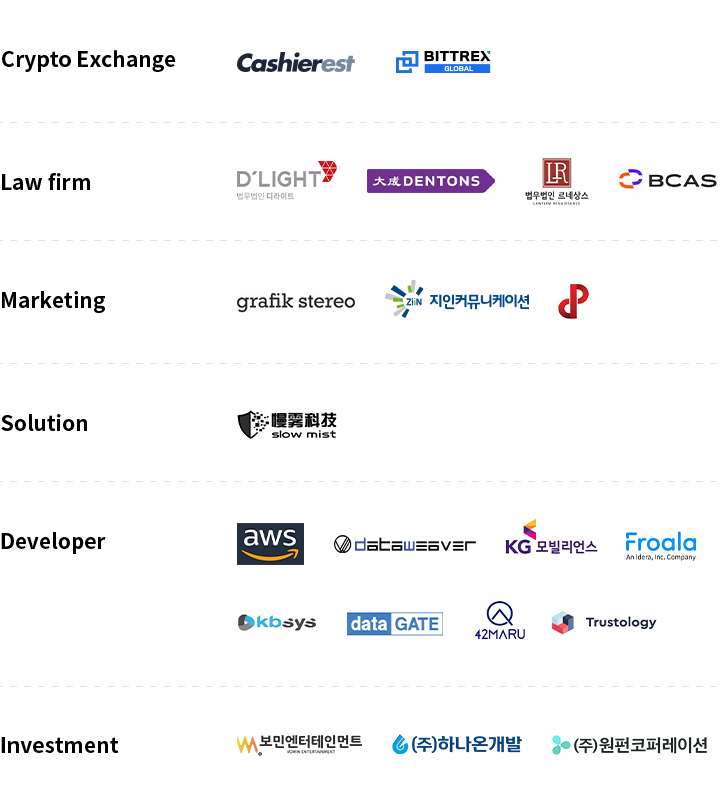 Crypto Exchange
Cashierest
BITTREX
GLOBAL
Law firm
D'LIGHT
법무법인 디라이트
大成 DENTONS
LR
법무법인 르네상스
LAWFIRM RENAISSANCE
BCAS
Marketing
grafik stereo
ZiiN 지인커뮤니케이션
Solution
慢雾科技
slow mist
Developer
aws
dataweaver
KG 모빌리언스
Froala
An Idera, Inc. Company
kbsys
data GATE
42MARU
Trustology
Investment
보민엔터테인먼트
VOMIN ENTERTAINMENT
(주)하나온개발
(주)원펀코퍼레이션